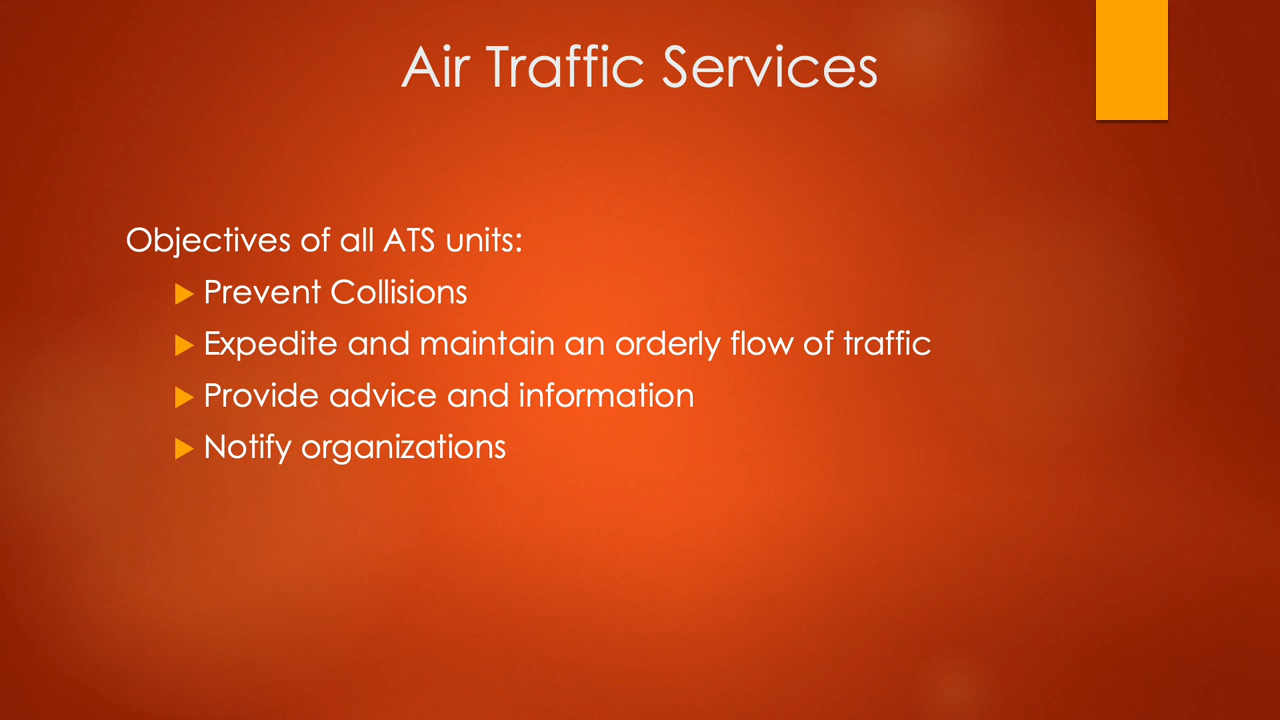 Air Traffic Services
Objectives of all ATS units:
Prevent Collisions
Expedite and maintain an orderly flow of traffic
Provide advice and information
Notify organizations